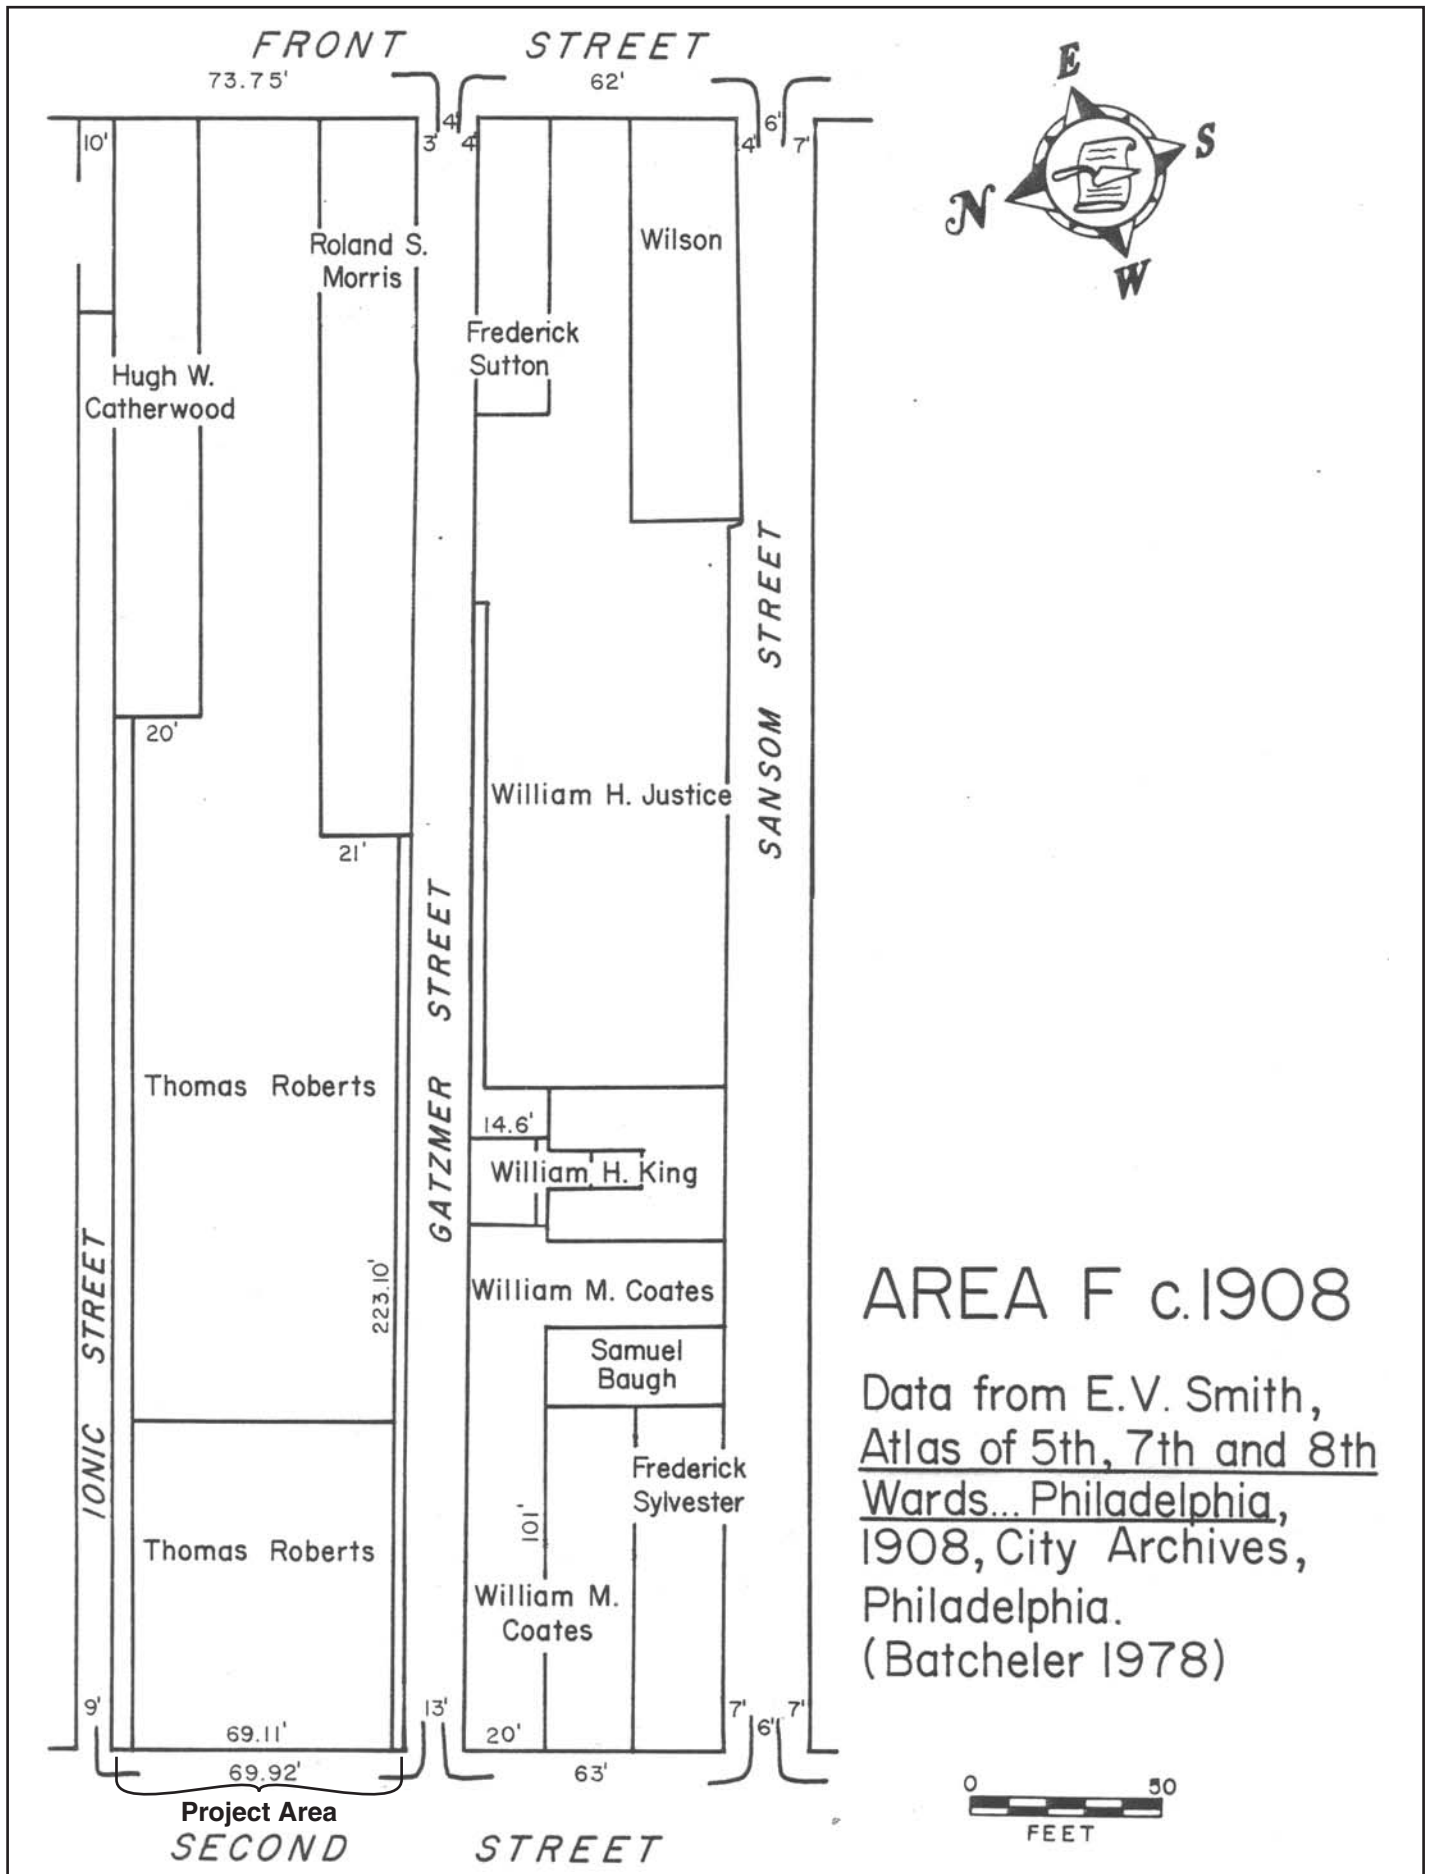 FRONT STREET
73.75'
62'
10'
3'
4'
4'
4'
6'
7'
E
S
N
W
Roland S.
Morris
Wilson
Frederick
Sutton
Hugh W.
Catherwood
20'
21'
William H. Justice
SANSOM STREET
GATZMER STREET
Thomas Roberts
14.6'
William H. King
223.10'
IONIC STREET
William M. Coates
Samuel
Baugh
Frederick
Sylvester
101'
Thomas Roberts
William M.
Coates
AREA F c.1908
Data from E.V. Smith,
Atlas of 5th, 7th and 8th
Wards... Philadelphia,
1908, City Archives,
Philadelphia.
(Batcheler 1978)
9'
69.11'
13'
20'
7'
6'
7'
69.92'
63'
Project Area
SECOND STREET
0 50
FEET